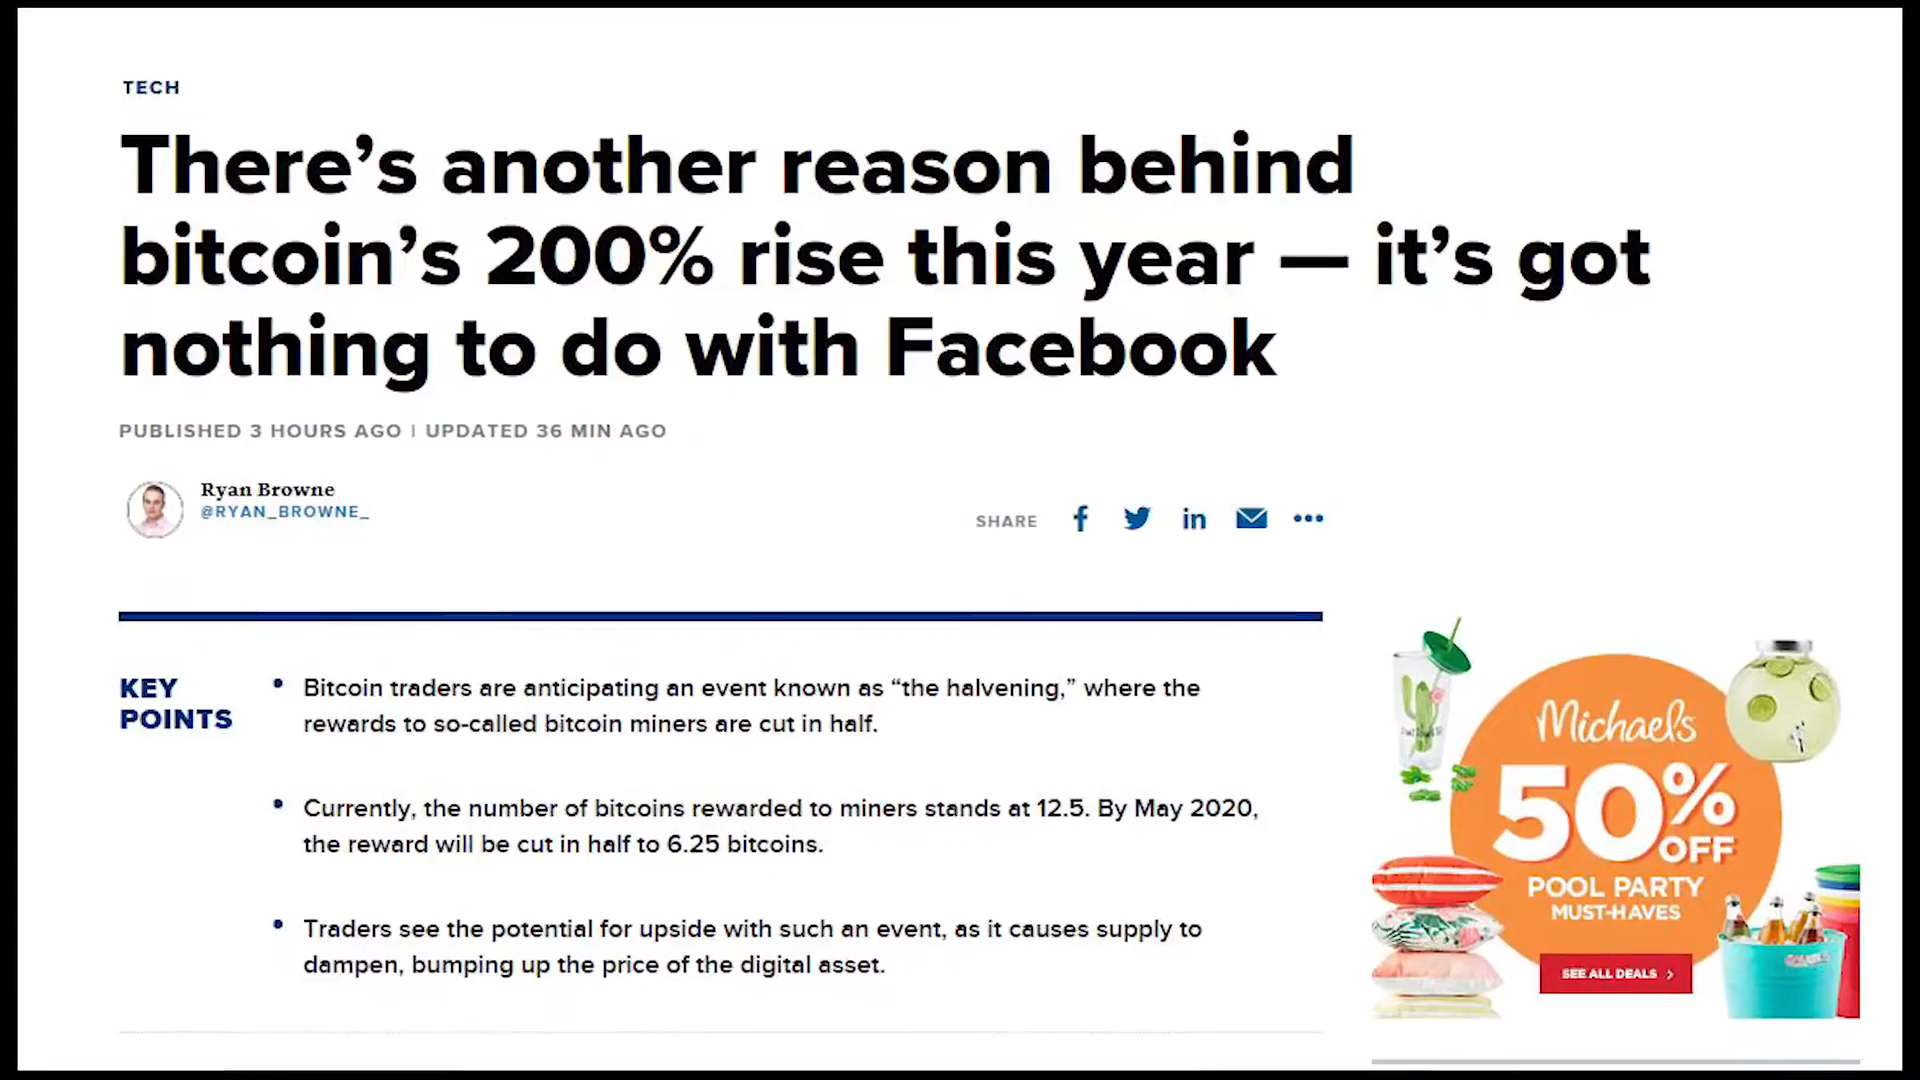 TECH
There’s another reason behind
bitcoin’s 200% rise this year — it’s got
nothing to do with Facebook
PUBLISHED 3 HOURS AGO | UPDATED 36 MIN AGO
Ryan Browne
@RYAN_BROWNE_
SHARE
KEY
POINTS
• Bitcoin traders are anticipating an event known as “the halvening,” where the
rewards to so-called bitcoin miners are cut in half.
• Currently, the number of bitcoins rewarded to miners stands at 12.5. By May 2020,
the reward will be cut in half to 6.25 bitcoins.
• Traders see the potential for upside with such an event, as it causes supply to
dampen, bumping up the price of the digital asset.
Michaels
50%
OFF
POOL PARTY
MUST-HAVES
SEE ALL DEALS >